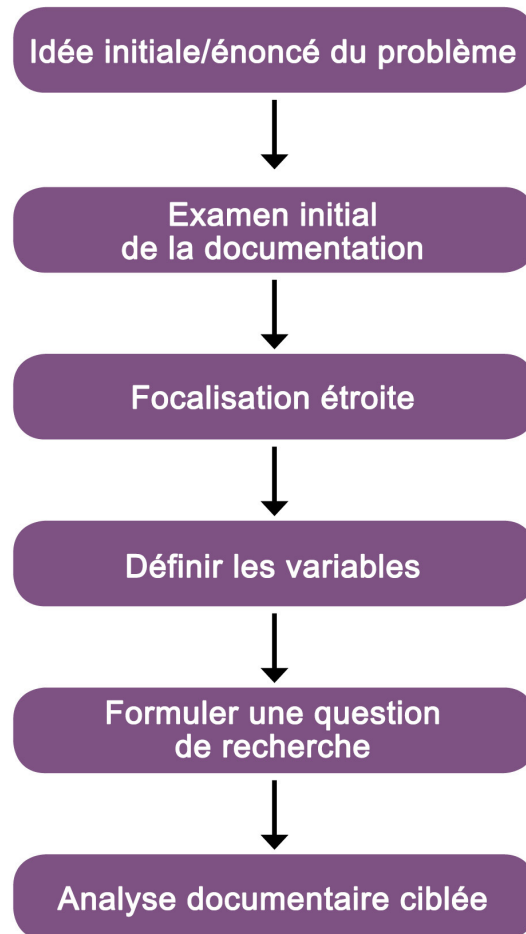 Idée initiale/énoncé du problème
Examen initial
de la documentation
Focalisation étroite
Définir les variables
Formuler une question
de recherche
Analyse documentaire ciblée